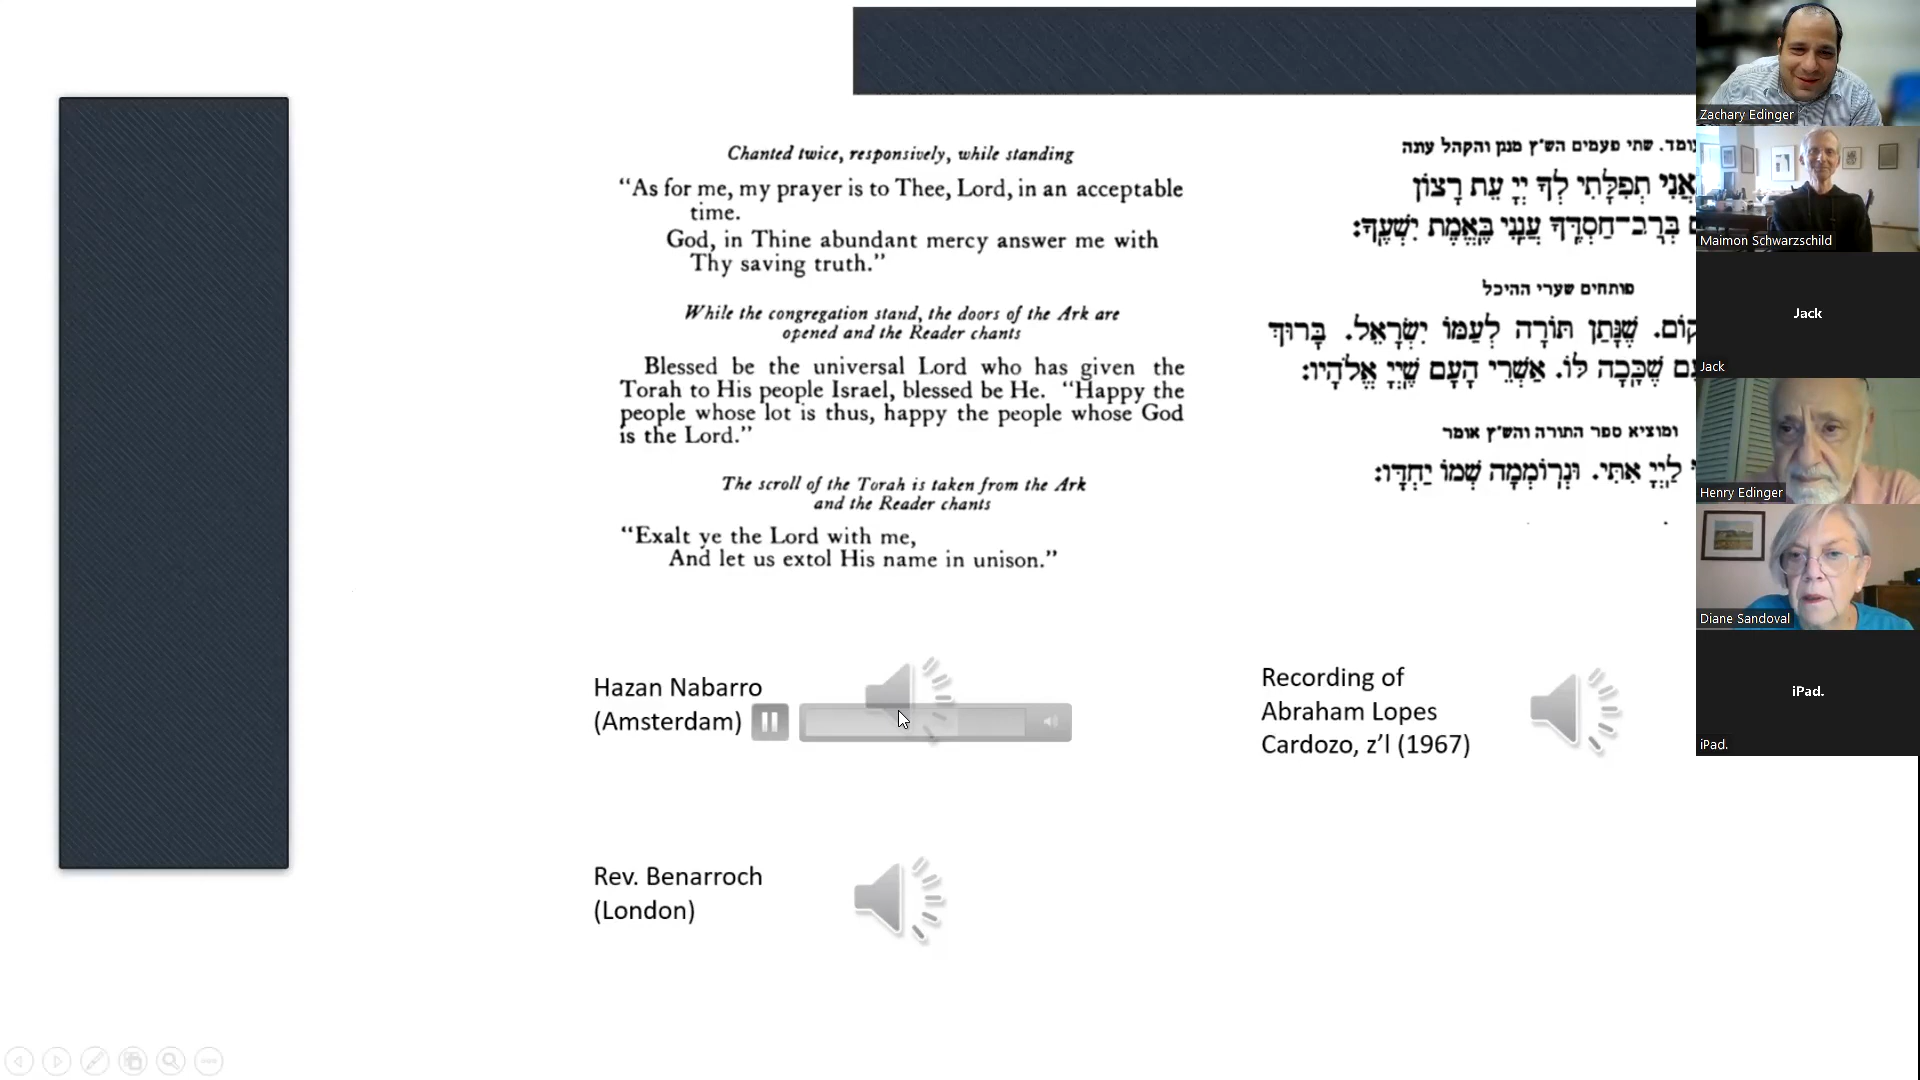 Chanted twice, responsively, while standing
“As for me, my prayer is to Thee, Lord, in an acceptable
time.
God, in Thine abundant mercy answer me with
Thy saving truth.”
While the congregation stand, the doors of the Ark are
opened and the Reader chants
Blessed be the universal Lord who has given the
Torah to His people Israel, blessed be He. “Happy the
people whose lot is thus, happy the people whose God
is the Lord.”
The scroll of the Torah is taken from the Ark
and the Reader chants
“Exalt ye the Lord with me,
And let us extol His name in unison.”
שתי פעמים הש״ץ מנגן והקהל עונה
תְפִלָּתִי לְךָ יְיָ עֵת רָצוֹן
בְּרָב־חַסְדֶּךָ עֲנֵנִי בֶּאֱמֶת יִשְׁעֶךָ:
פותחים שערי ההיכל
שֶׁנָּתַן תּוֹרָה לְעַמּוֹ יִשְׂרָאֵל. בָּרוּךְ
שֶׁכָּכָה לּוֹ. אַשְׁרֵי הָעָם שֶׁיְיָ אֱלֹהָיו:
ומוציא ספר התורה והש״ץ אומר
לַייָ אִתִּי. וּנְרוֹמְמָה שְׁמוֹ יַחְדָּו:
Hazan Nabarro
(Amsterdam)
Recording of
Abraham Lopes
Cardozo, z’l (1967)
Rev. Benarroch
(London)
Zachary Edinger
Maimon Schwarzschild
Jack
Jack
Henry Edinger
Diane Sandoval
iPad.
iPad.